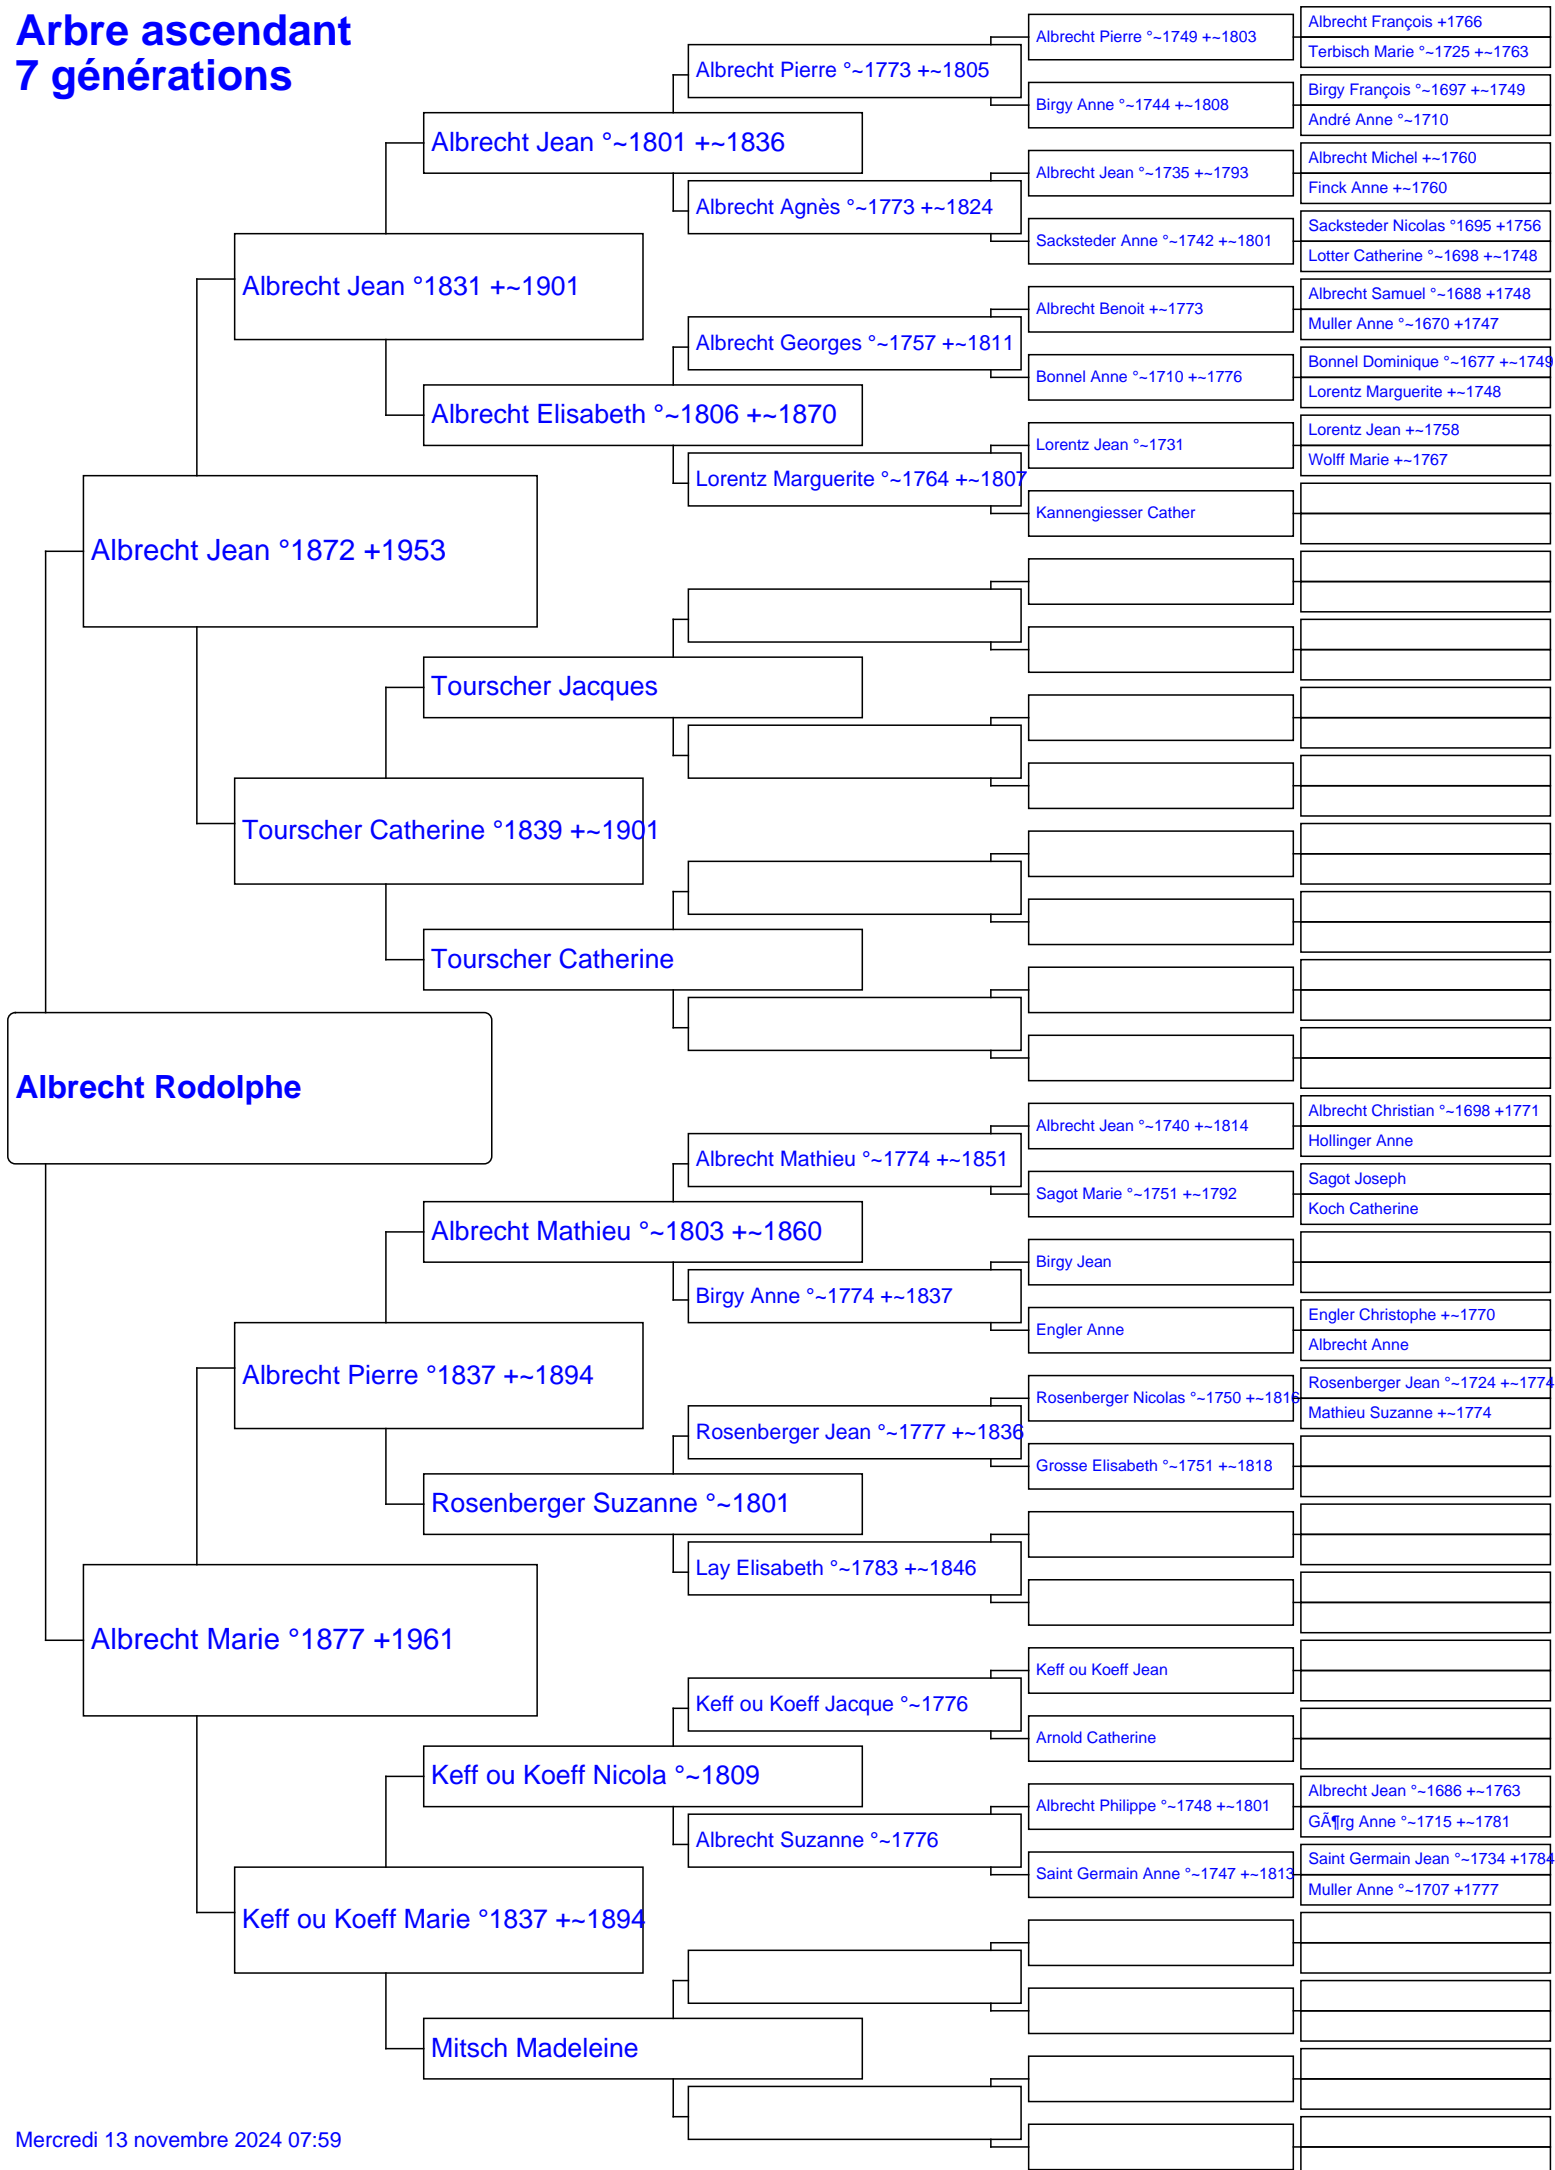 Arbre ascendant
7 générations
Albrecht Rodolphe
Albrecht Jean °1872 +1953
Albrecht Marie °1877 +1961
Albrecht Jean °1831 +~1901
Tourscher Catherine °1839 +~1901
Albrecht Pierre °1837 +~1894
Keff ou Koeff Marie °1837 +~1894
Albrecht Jean °~1801 +~1836
Albrecht Elisabeth °~1806 +~1870
Tourscher Jacques
Tourscher Catherine
Albrecht Mathieu °~1803 +~1860
Rosenberger Suzanne °~1801
Keff ou Koeff Nicola °~1809
Mitsch Madeleine
Albrecht Pierre °~1773 +~1805
Albrecht Agnès °~1773 +~1824
Albrecht Georges °~1757 +~1811
Lorentz Marguerite °~1764 +~1807
Albrecht Mathieu °~1774 +~1851
Birgy Anne °~1774 +~1837
Rosenberger Jean °~1777 +~1836
Lay Elisabeth °~1783 +~1846
Keff ou Koeff Jacque °~1776
Albrecht Suzanne °~1776
Albrecht Pierre °~1749 +~1803
Birgy Anne °~1744 +~1808
Albrecht Jean °~1735 +~1793
Sacksteder Anne °~1742 +~1801
Albrecht Benoit +~1773
Bonnel Anne °~1710 +~1776
Lorentz Jean °~1731
Kannengiesser Cather
Albrecht Jean °~1740 +~1814
Sagot Marie °~1751 +~1792
Birgy Jean
Engler Anne
Rosenberger Nicolas °~1750 +~1816
Grosse Elisabeth °~1751 +~1818
Keff ou Koeff Jean
Arnold Catherine
Albrecht Philippe °~1748 +~1801
Saint Germain Anne °~1747 +~1813
Albrecht François +1766
Terbisch Marie °~1725 +~1763
Birgy François °~1697 +~1749
André Anne °~1710
Albrecht Michel +~1760
Finck Anne +~1760
Sacksteder Nicolas °1695 +1756
Lotter Catherine °~1698 +~1748
Albrecht Samuel °~1688 +1748
Muller Anne °~1670 +1747
Bonnel Dominique °~1677 +~1749
Lorentz Marguerite +~1748
Lorentz Jean +~1758
Wolff Marie +~1767
Albrecht Christian °~1698 +1771
Hollinger Anne
Sagot Joseph
Koch Catherine
Engler Christophe +~1770
Albrecht Anne
Rosenberger Jean °~1724 +~1774
Mathieu Suzanne +~1774
Albrecht Jean °~1686 +~1763
GÃ¶rg Anne °~1715 +~1781
Saint Germain Jean °~1734 +1784
Muller Anne °~1707 +1777
Mercredi 13 novembre 2024 07:59